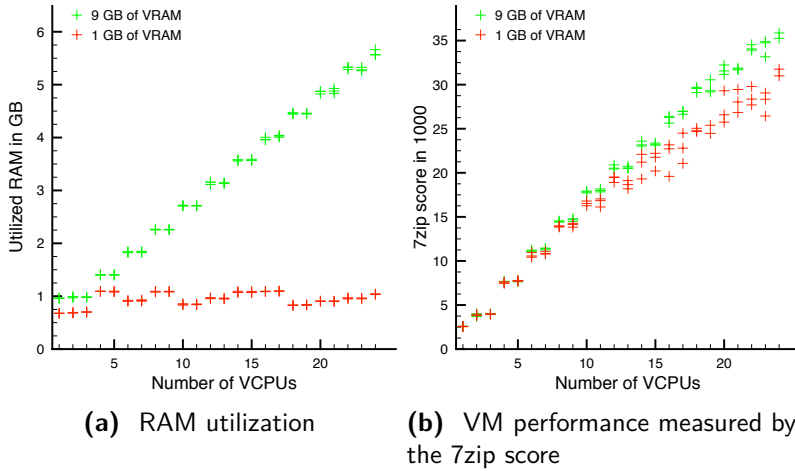 9 GB of VRAM
1 GB of VRAM
6
5
4
3
2
1
0
Utilized RAM in GB
5
10
15
20
Number of VCPUs
(a) RAM utilization
9 GB of VRAM
1 GB of VRAM
35
30
25
20
15
10
5
0
7zip score in 1000
5
10
15
20
Number of VCPUs
(b) VM performance measured by
the 7zip score